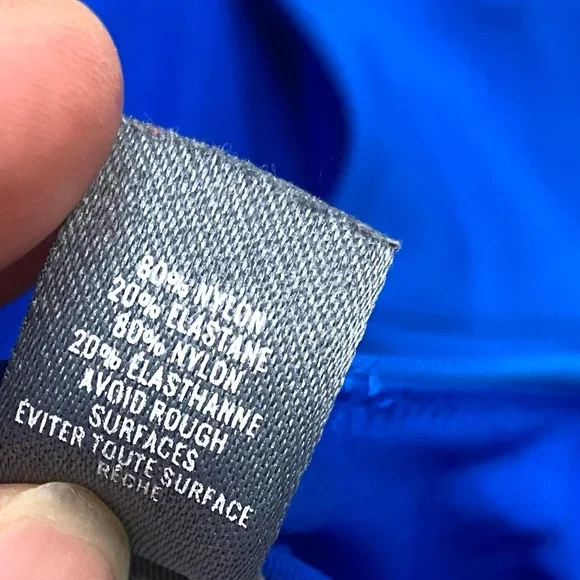 80% NYLON
20% ELASTANE
80% NYLON
20% ÉLASTHANNE
AVOID ROUGH
SURFACES
ÉVITER TOUTE SURFACE
RÊCHE